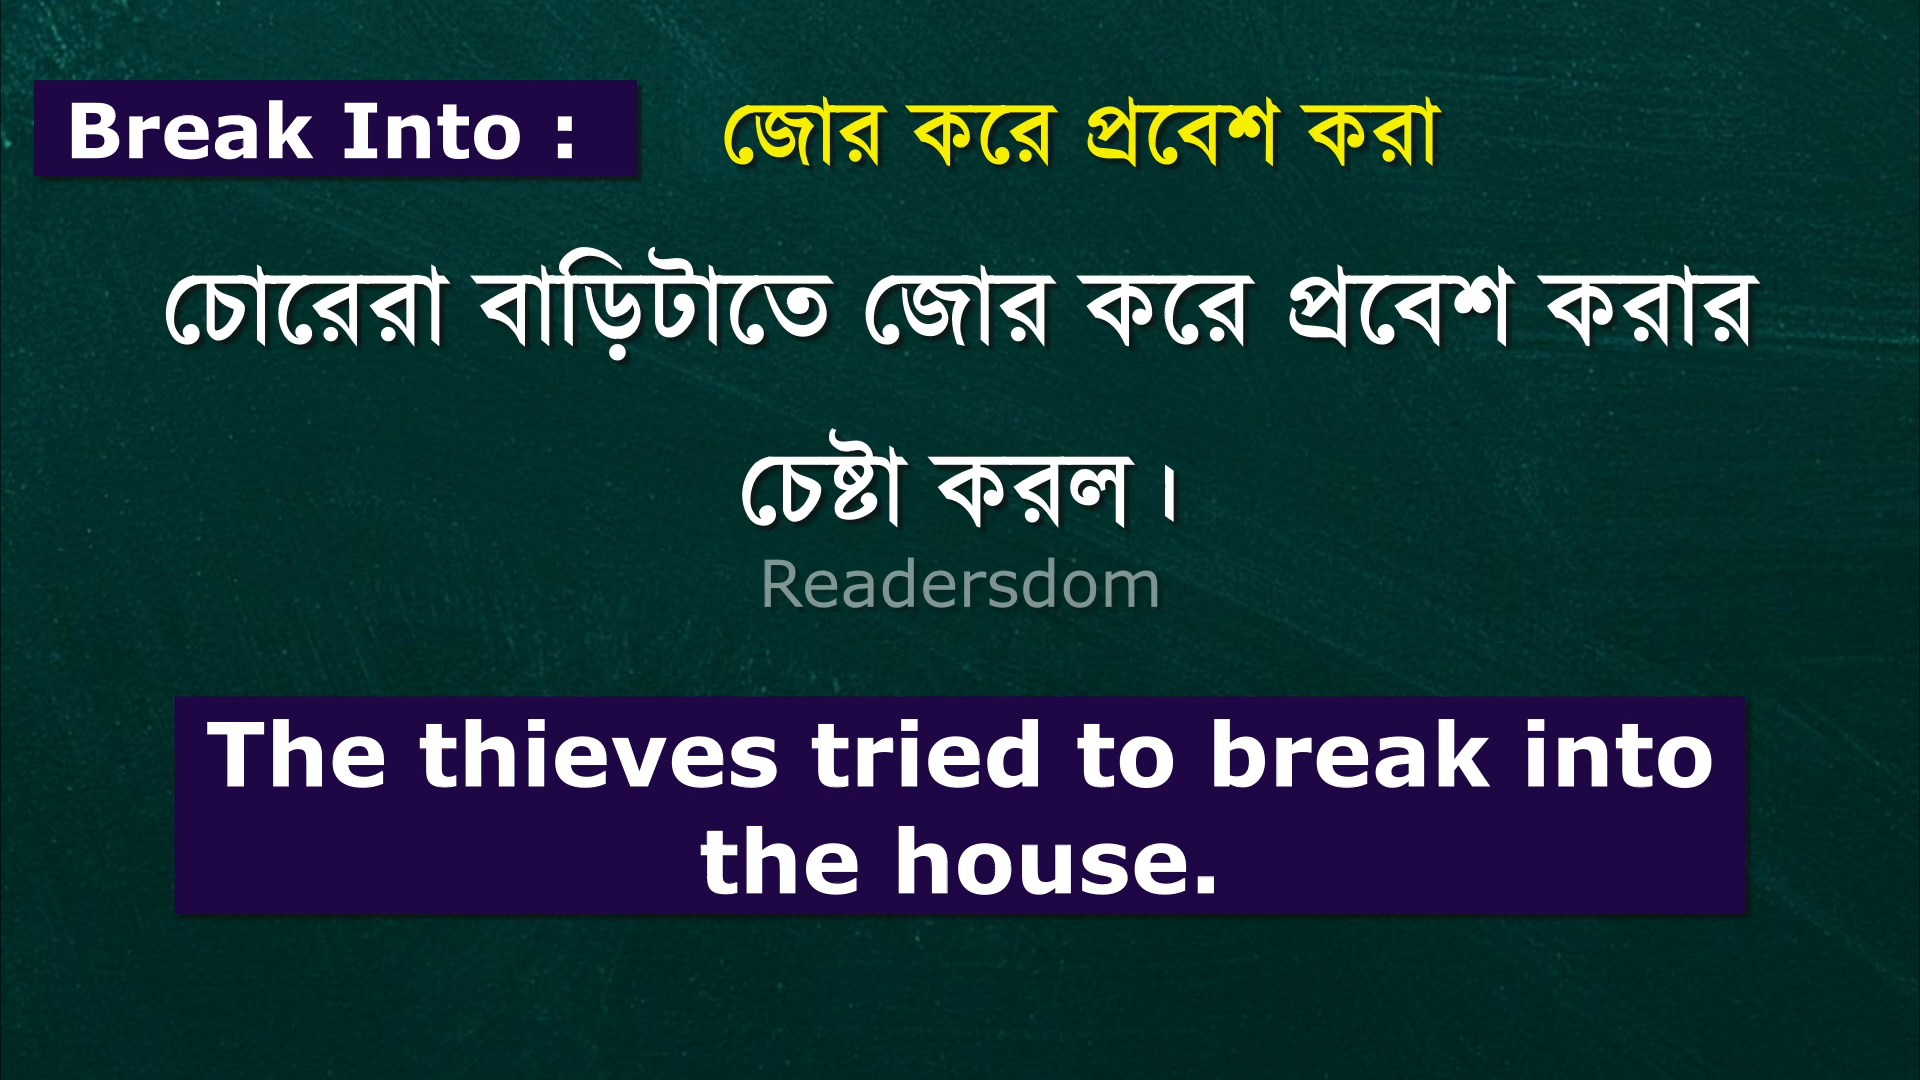 Break Into : জোর করে প্রবেশ করা
চোরেরা বাড়িটাতে জোর করে প্রবেশ করার
চেষ্টা করল।
Readersdom
The thieves tried to break into
the house.